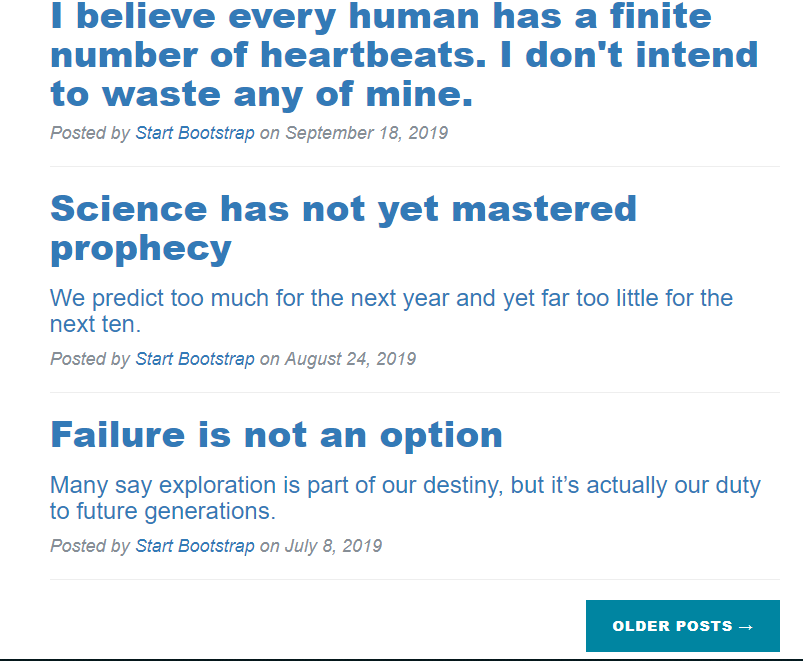 I believe every human has a finite
number of heartbeats. I don't intend
to waste any of mine.
Posted by Start Bootstrap on September 18, 2019
Science has not yet mastered
prophecy
We predict too much for the next year and yet far too little for the
next ten.
Posted by Start Bootstrap on August 24, 2019
Failure is not an option
Many say exploration is part of our destiny, but it’s actually our duty
to future generations.
Posted by Start Bootstrap on July 8, 2019
OLDER POSTS →